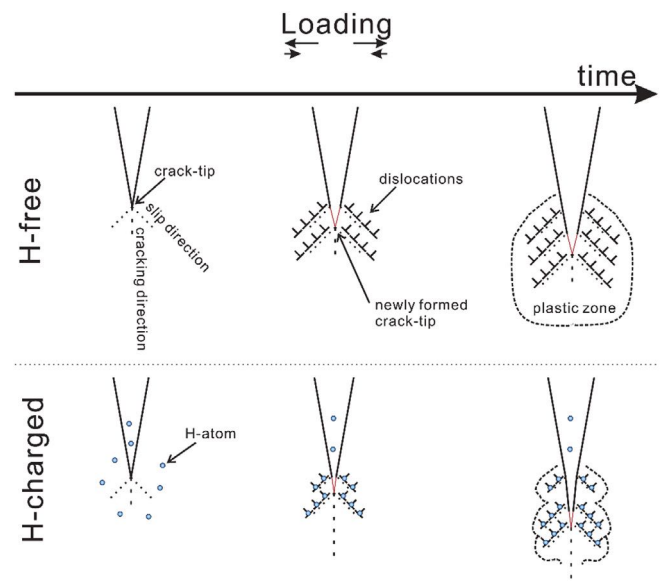 Loading
time
H-free
crack-tip
slip direction
cracking direction
dislocations
newly formed
crack-tip
plastic zone
H-charged
H-atom